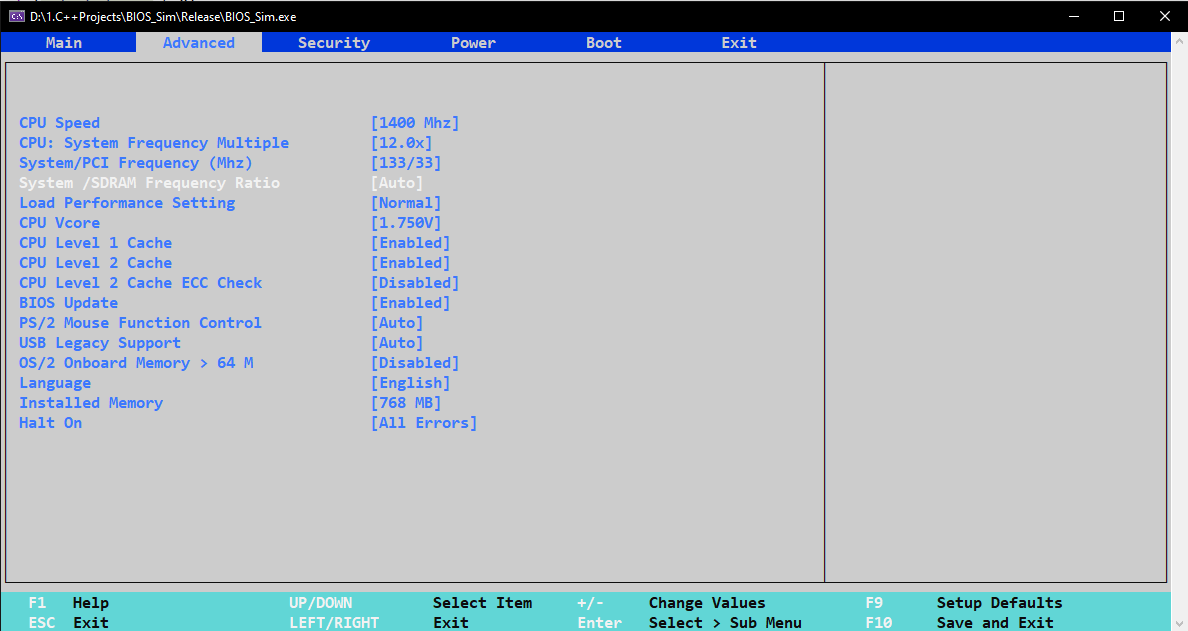 D:\1.C++Projects\BIOS_Sim\Release\BIOS_Sim.exe
Main Advanced Security Power Boot Exit
CPU Speed [1400 Mhz]
CPU: System Frequency Multiple [12.0x]
System/PCI Frequency (Mhz) [133/33]
System /SDRAM Frequency Ratio [Auto]
Load Performance Setting [Normal]
CPU Vcore [1.750V]
CPU Level 1 Cache [Enabled]
CPU Level 2 Cache [Enabled]
CPU Level 2 Cache ECC Check [Disabled]
BIOS Update [Enabled]
PS/2 Mouse Function Control [Auto]
USB Legacy Support [Auto]
OS/2 Onboard Memory > 64 M [Disabled]
Language [English]
Installed Memory [768 MB]
Halt On [All Errors]
F1 Help UP/DOWN Select Item +/- Change Values F9 Setup Defaults
ESC Exit LEFT/RIGHT Exit Enter Select > Sub Menu F10 Save and Exit